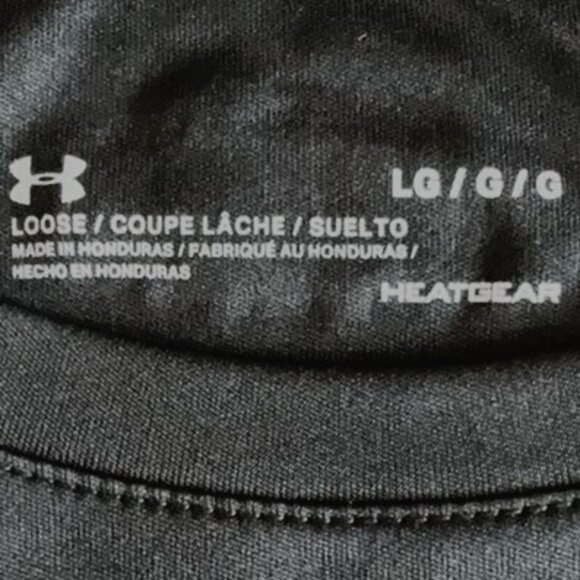 LG / G / G
LOOSE / COUPE LÂCHE / SUELTO
MADE IN HONDURAS / FABRIQUÉ AU HONDURAS /
HECHO EN HONDURAS
HEATGEAR